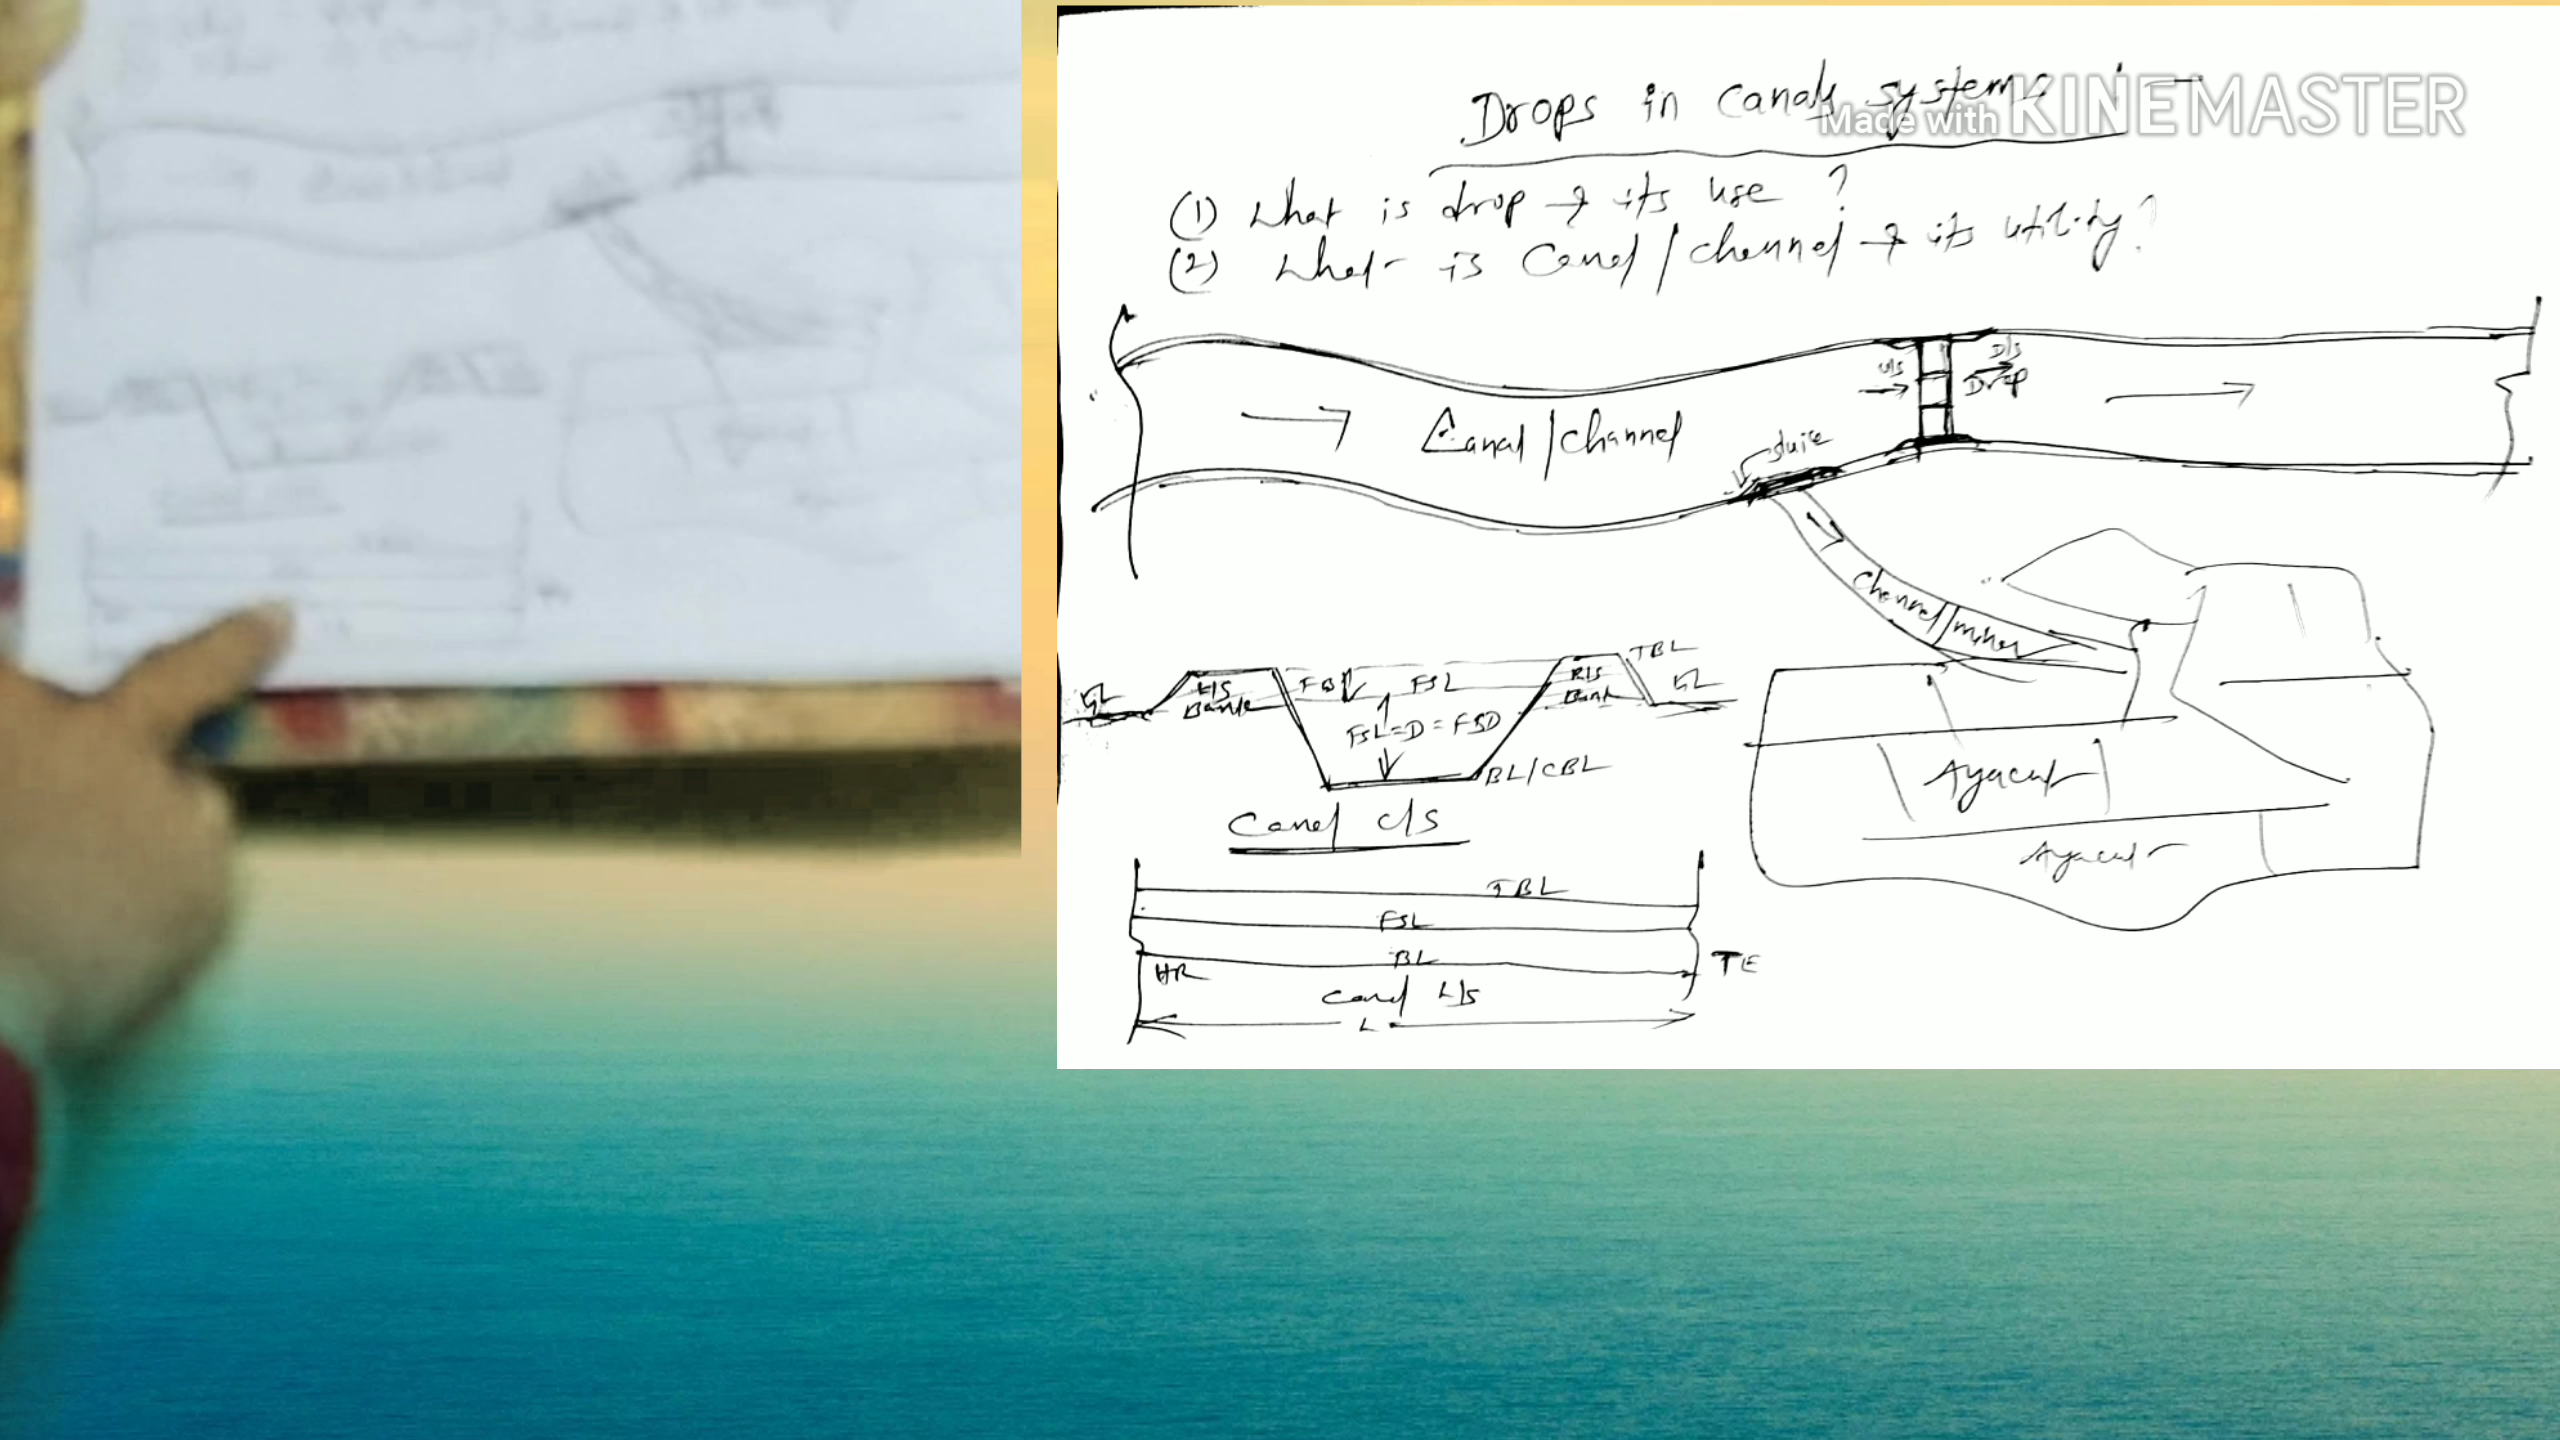 Drops in Canals systems :-
Made with KINEMASTER
(1) What is drop & its use ?
(2) What is Canal / channel & its utility ?
U/S
D/S
Drop
Canal / channel
Sluice
Channel / minor
GL
L/S Bank
FB
FSL
R/S Bank
TBL
GL
FSL = D = FSD
BL / CBL
Canal C/S
Ayacut
Ayacut
TBL
FSL
BL
HR
TE
Canal L/S
L